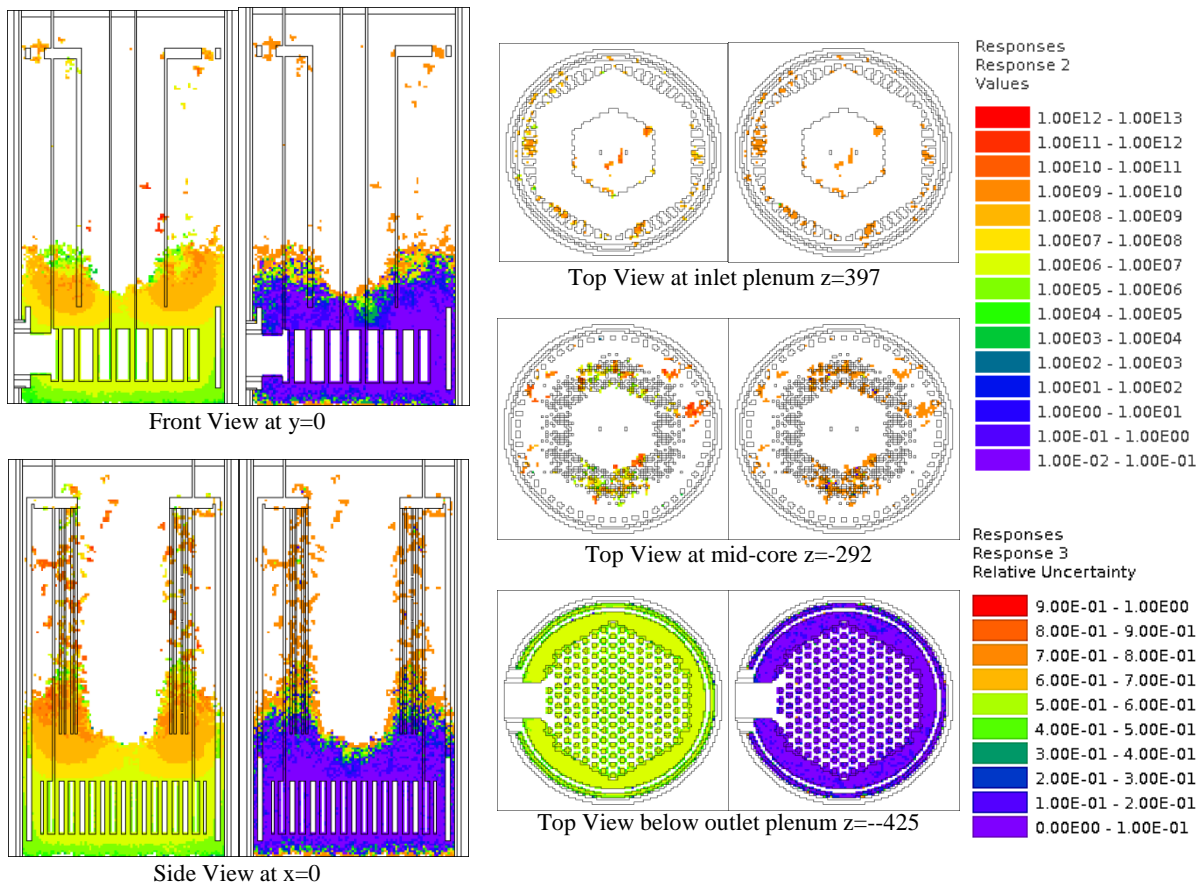 Front View at y=0
Side View at x=0
Top View at inlet plenum z=397
Top View at mid-core z=-292
Top View below outlet plenum z=--425
Responses
Response 2
Values
1.00E12 - 1.00E13
1.00E11 - 1.00E12
1.00E10 - 1.00E11
1.00E09 - 1.00E10
1.00E08 - 1.00E09
1.00E07 - 1.00E08
1.00E06 - 1.00E07
1.00E05 - 1.00E06
1.00E04 - 1.00E05
1.00E03 - 1.00E04
1.00E02 - 1.00E03
1.00E01 - 1.00E02
1.00E00 - 1.00E01
1.00E-01 - 1.00E00
1.00E-02 - 1.00E-01
Responses
Response 3
Relative Uncertainty
9.00E-01 - 1.00E00
8.00E-01 - 9.00E-01
7.00E-01 - 8.00E-01
6.00E-01 - 7.00E-01
5.00E-01 - 6.00E-01
4.00E-01 - 5.00E-01
3.00E-01 - 4.00E-01
2.00E-01 - 3.00E-01
1.00E-01 - 2.00E-01
0.00E00 - 1.00E-01